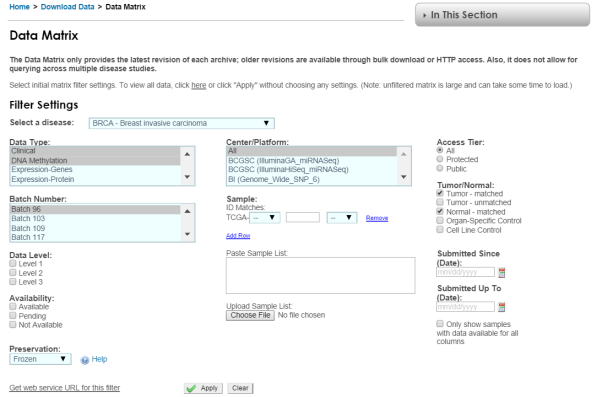 Home > Download Data > Data Matrix
In This Section
Data Matrix
The Data Matrix only provides the latest revision of each archive; older revisions are available through bulk download or HTTP access. Also, it does not allow for
querying across multiple disease studies.
Select initial matrix filter settings. To view all data, click here or click "Apply" without choosing any settings. (Note: unfiltered matrix is large and can take some time to load.)
Filter Settings
Select a disease: BRCA - Breast invasive carcinoma
Data Type:
Clinical
DNA Methylation
Expression-Genes
Expression-Protein
Center/Platform:
All
BCGSC (IlluminaGA_miRNASeq)
BCGSC (IlluminaHiSeq_miRNASeq)
BI (Genome_Wide_SNP_6)
Access Tier:
All
Protected
Public
Batch Number:
Batch 96
Batch 103
Batch 109
Batch 117
Sample:
ID Matches:
TCGA- -- -- Remove
Add Row
Tumor/Normal:
Tumor - matched
Tumor - unmatched
Normal - matched
Organ-Specific Control
Cell Line Control
Data Level:
Level 1
Level 2
Level 3
Paste Sample List:
Submitted Since
(Date):
mm/dd/yyyy
Submitted Up To
(Date):
mm/dd/yyyy
Availability:
Available
Pending
Not Available
Upload Sample List:
Choose File No file chosen
Only show samples
with data available for all
columns
Preservation:
Frozen Help
Get web service URL for this filter
Apply Clear